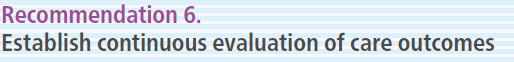 Recommendation 6.
Establish continuous evaluation of care outcomes